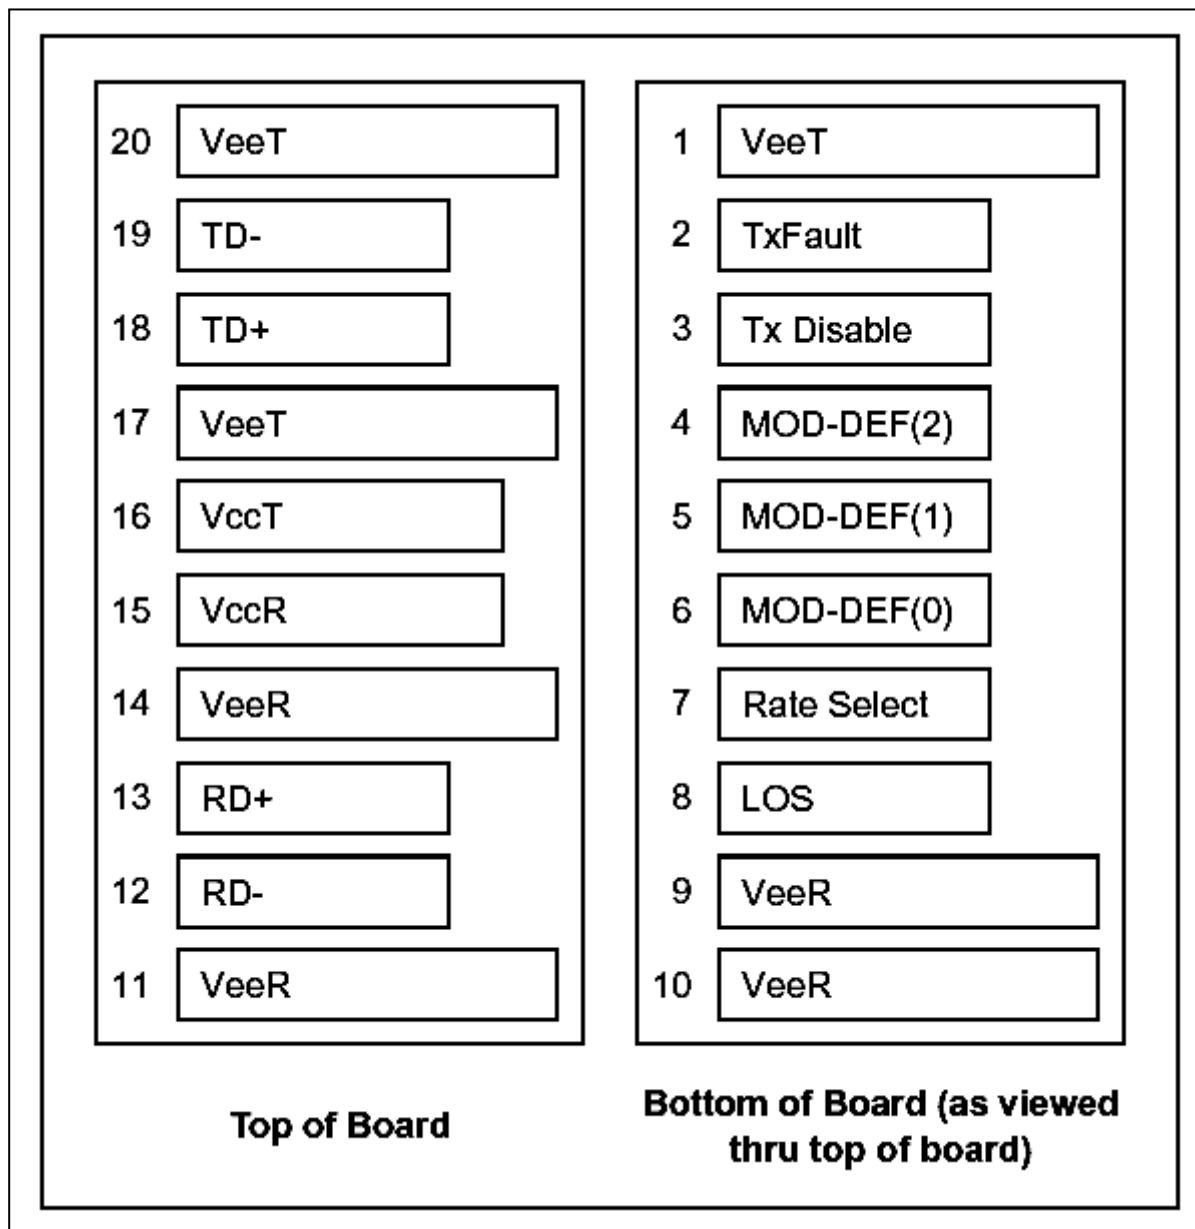 20 VeeT
19 TD-
18 TD+
17 VeeT
16 VccT
15 VccR
14 VeeR
13 RD+
12 RD-
11 VeeR
Top of Board
1 VeeT
2 TxFault
3 Tx Disable
4 MOD-DEF(2)
5 MOD-DEF(1)
6 MOD-DEF(0)
7 Rate Select
8 LOS
9 VeeR
10 VeeR
Bottom of Board (as viewed
thru top of board)